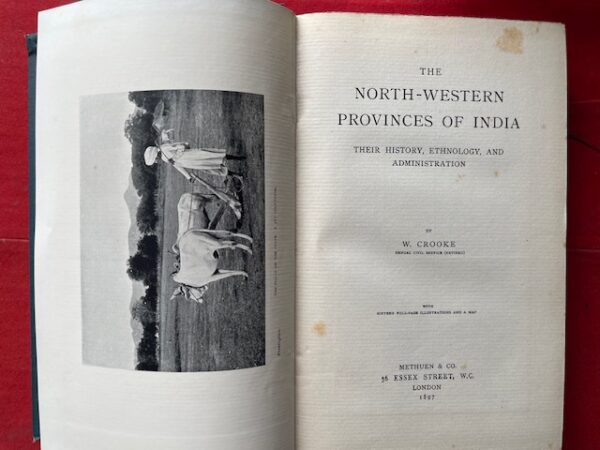 THE
NORTH-WESTERN
PROVINCES OF INDIA
THEIR HISTORY, ETHNOLOGY, AND
ADMINISTRATION
BY
W. CROOKE
BENGAL CIVIL SERVICE (RETIRED)
WITH
SIXTEEN FULL-PAGE ILLUSTRATIONS AND A MAP
METHUEN & CO.
36 ESSEX STREET, W.C.
LONDON
1897